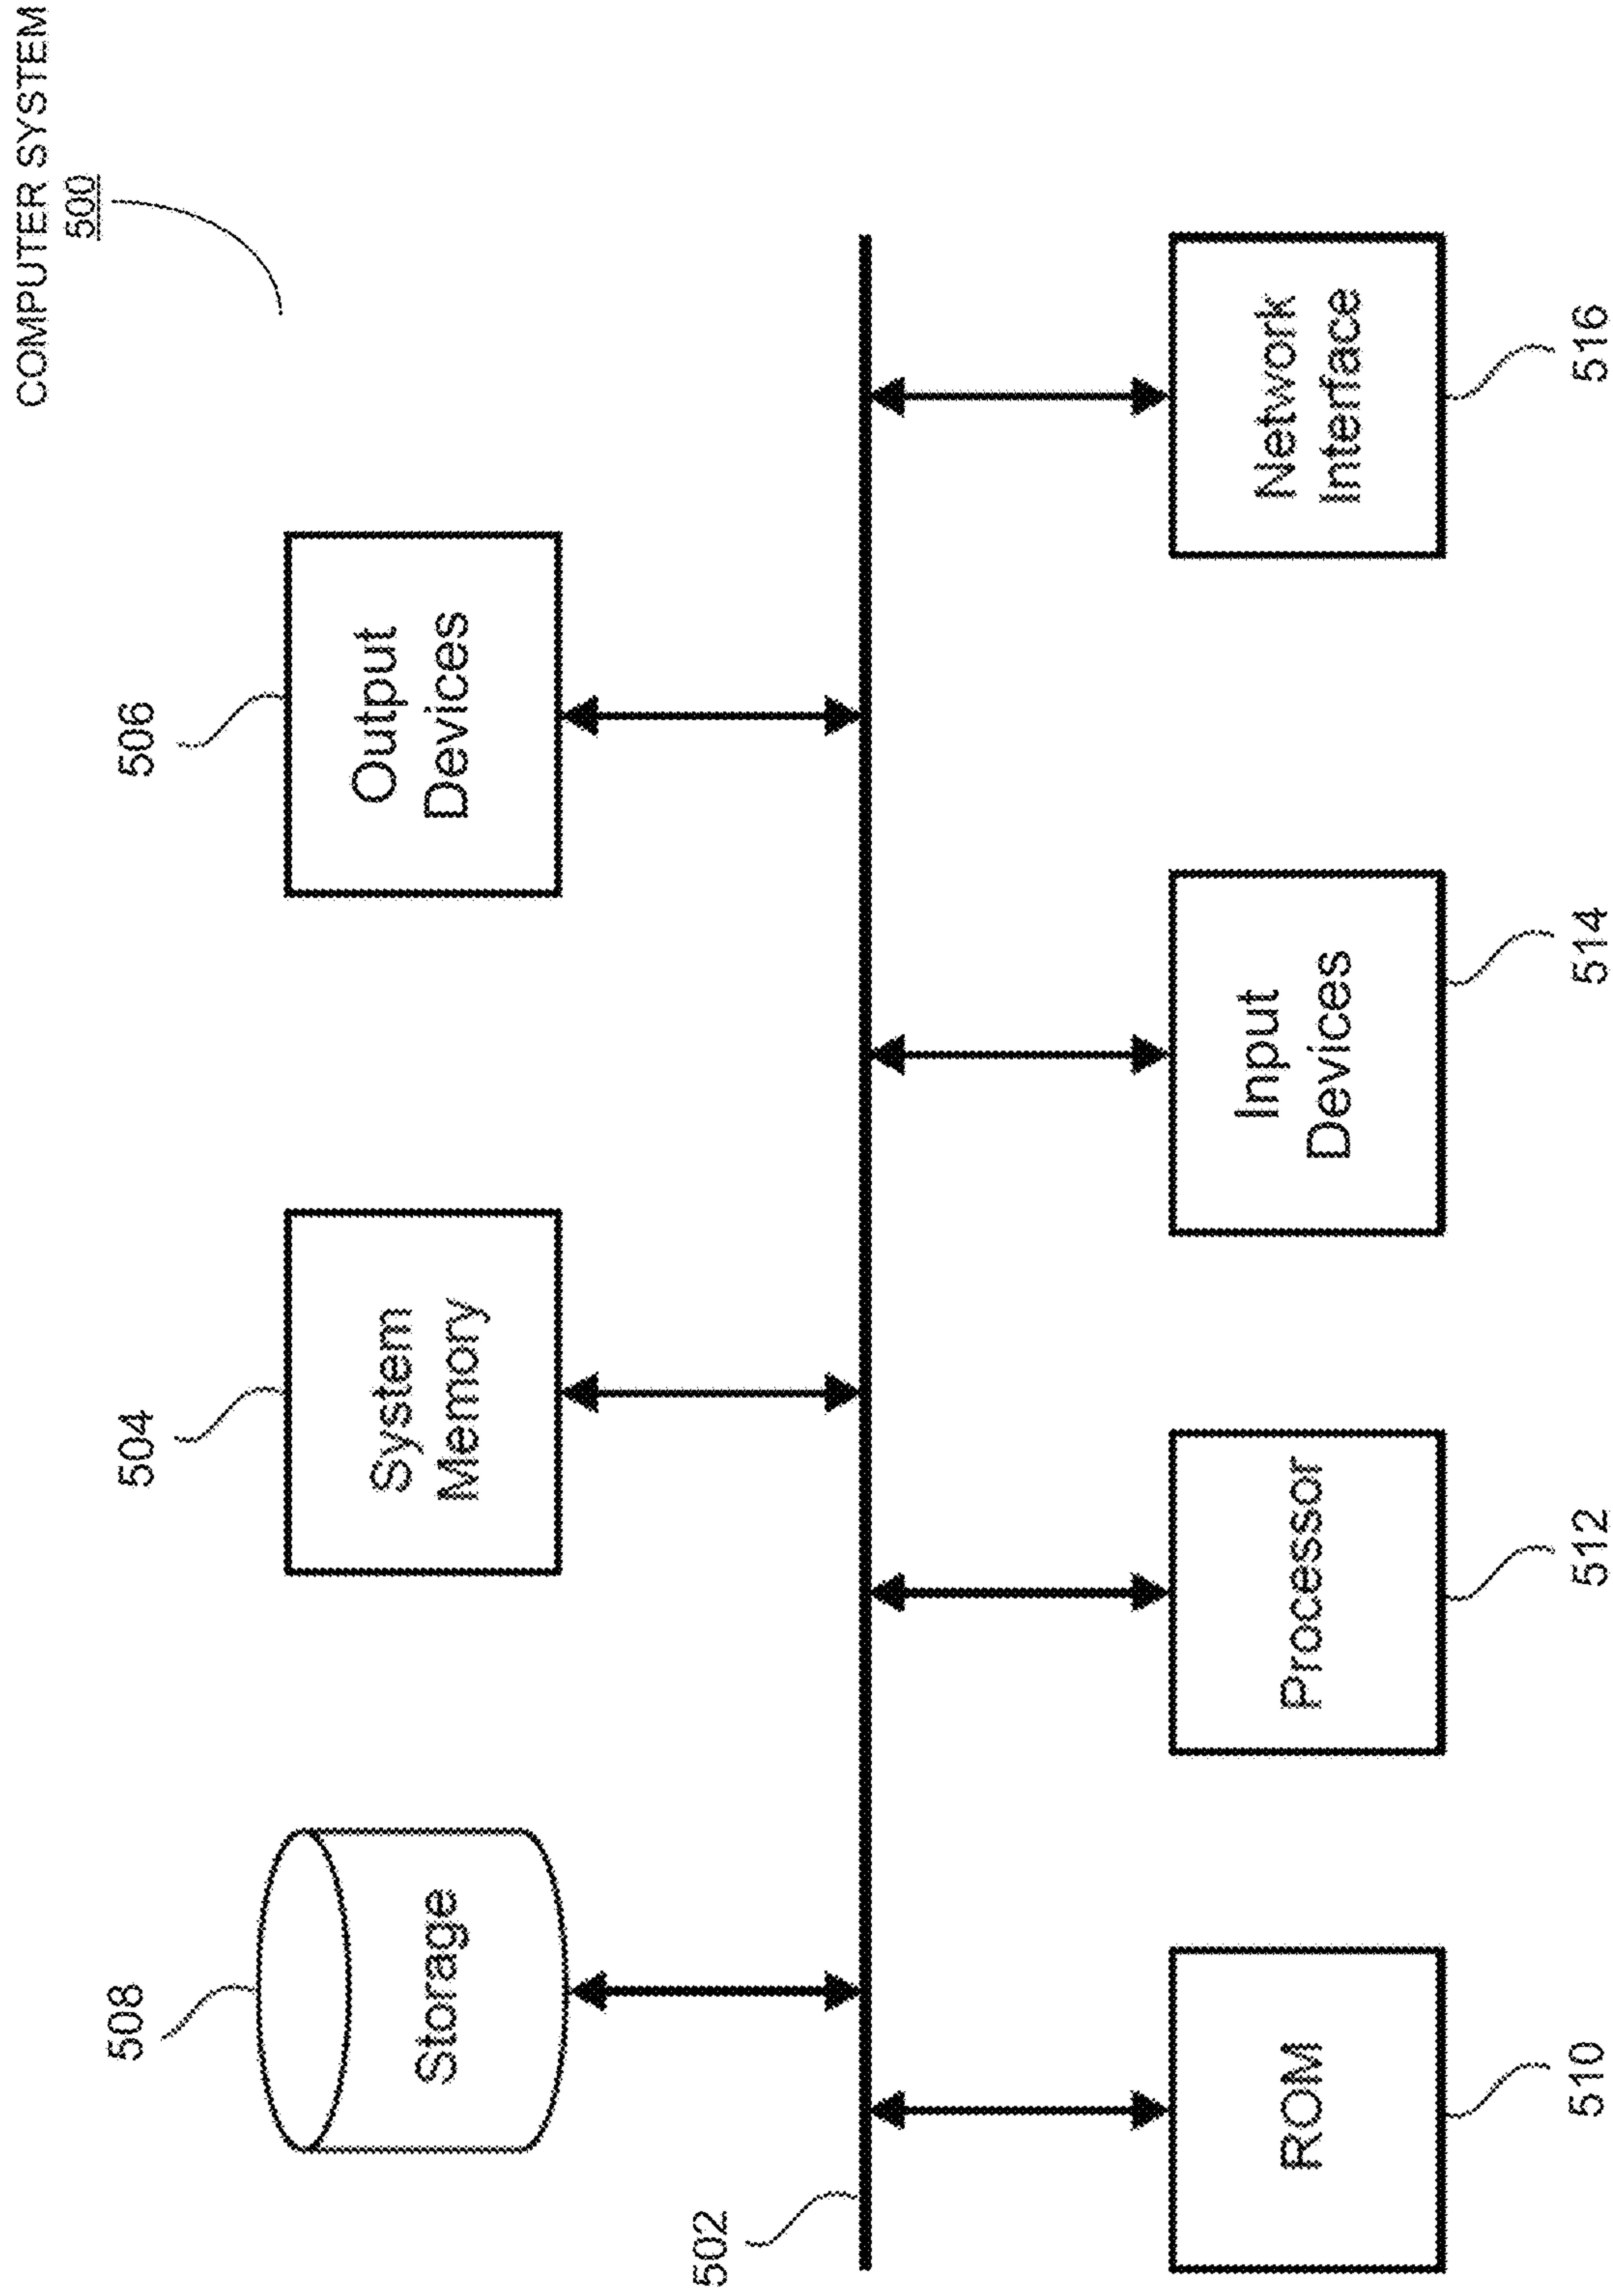 COMPUTER SYSTEM
500
508
504
506
Storage
System
Memory
Output
Devices
502
ROM
Processor
Input
Devices
Network
Interface
510
512
514
516